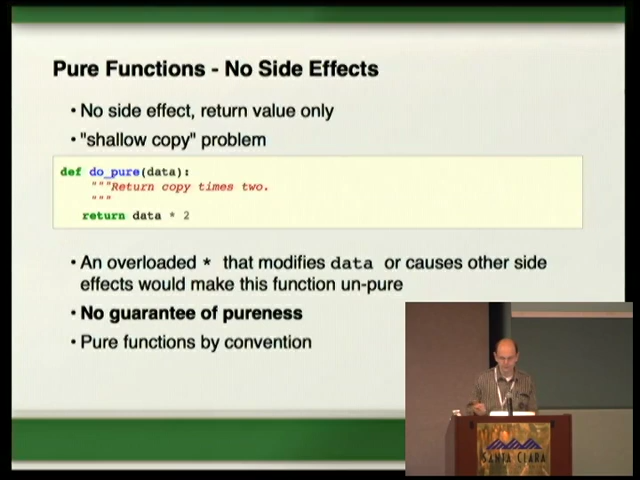 Pure Functions - No Side Effects
• No side effect, return value only
• "shallow copy" problem
def do_pure(data):
"""Return copy times two.
"""
return data * 2
• An overloaded * that modifies data or causes other side
effects would make this function un-pure
• No guarantee of pureness
• Pure functions by convention
SANTA CLARA